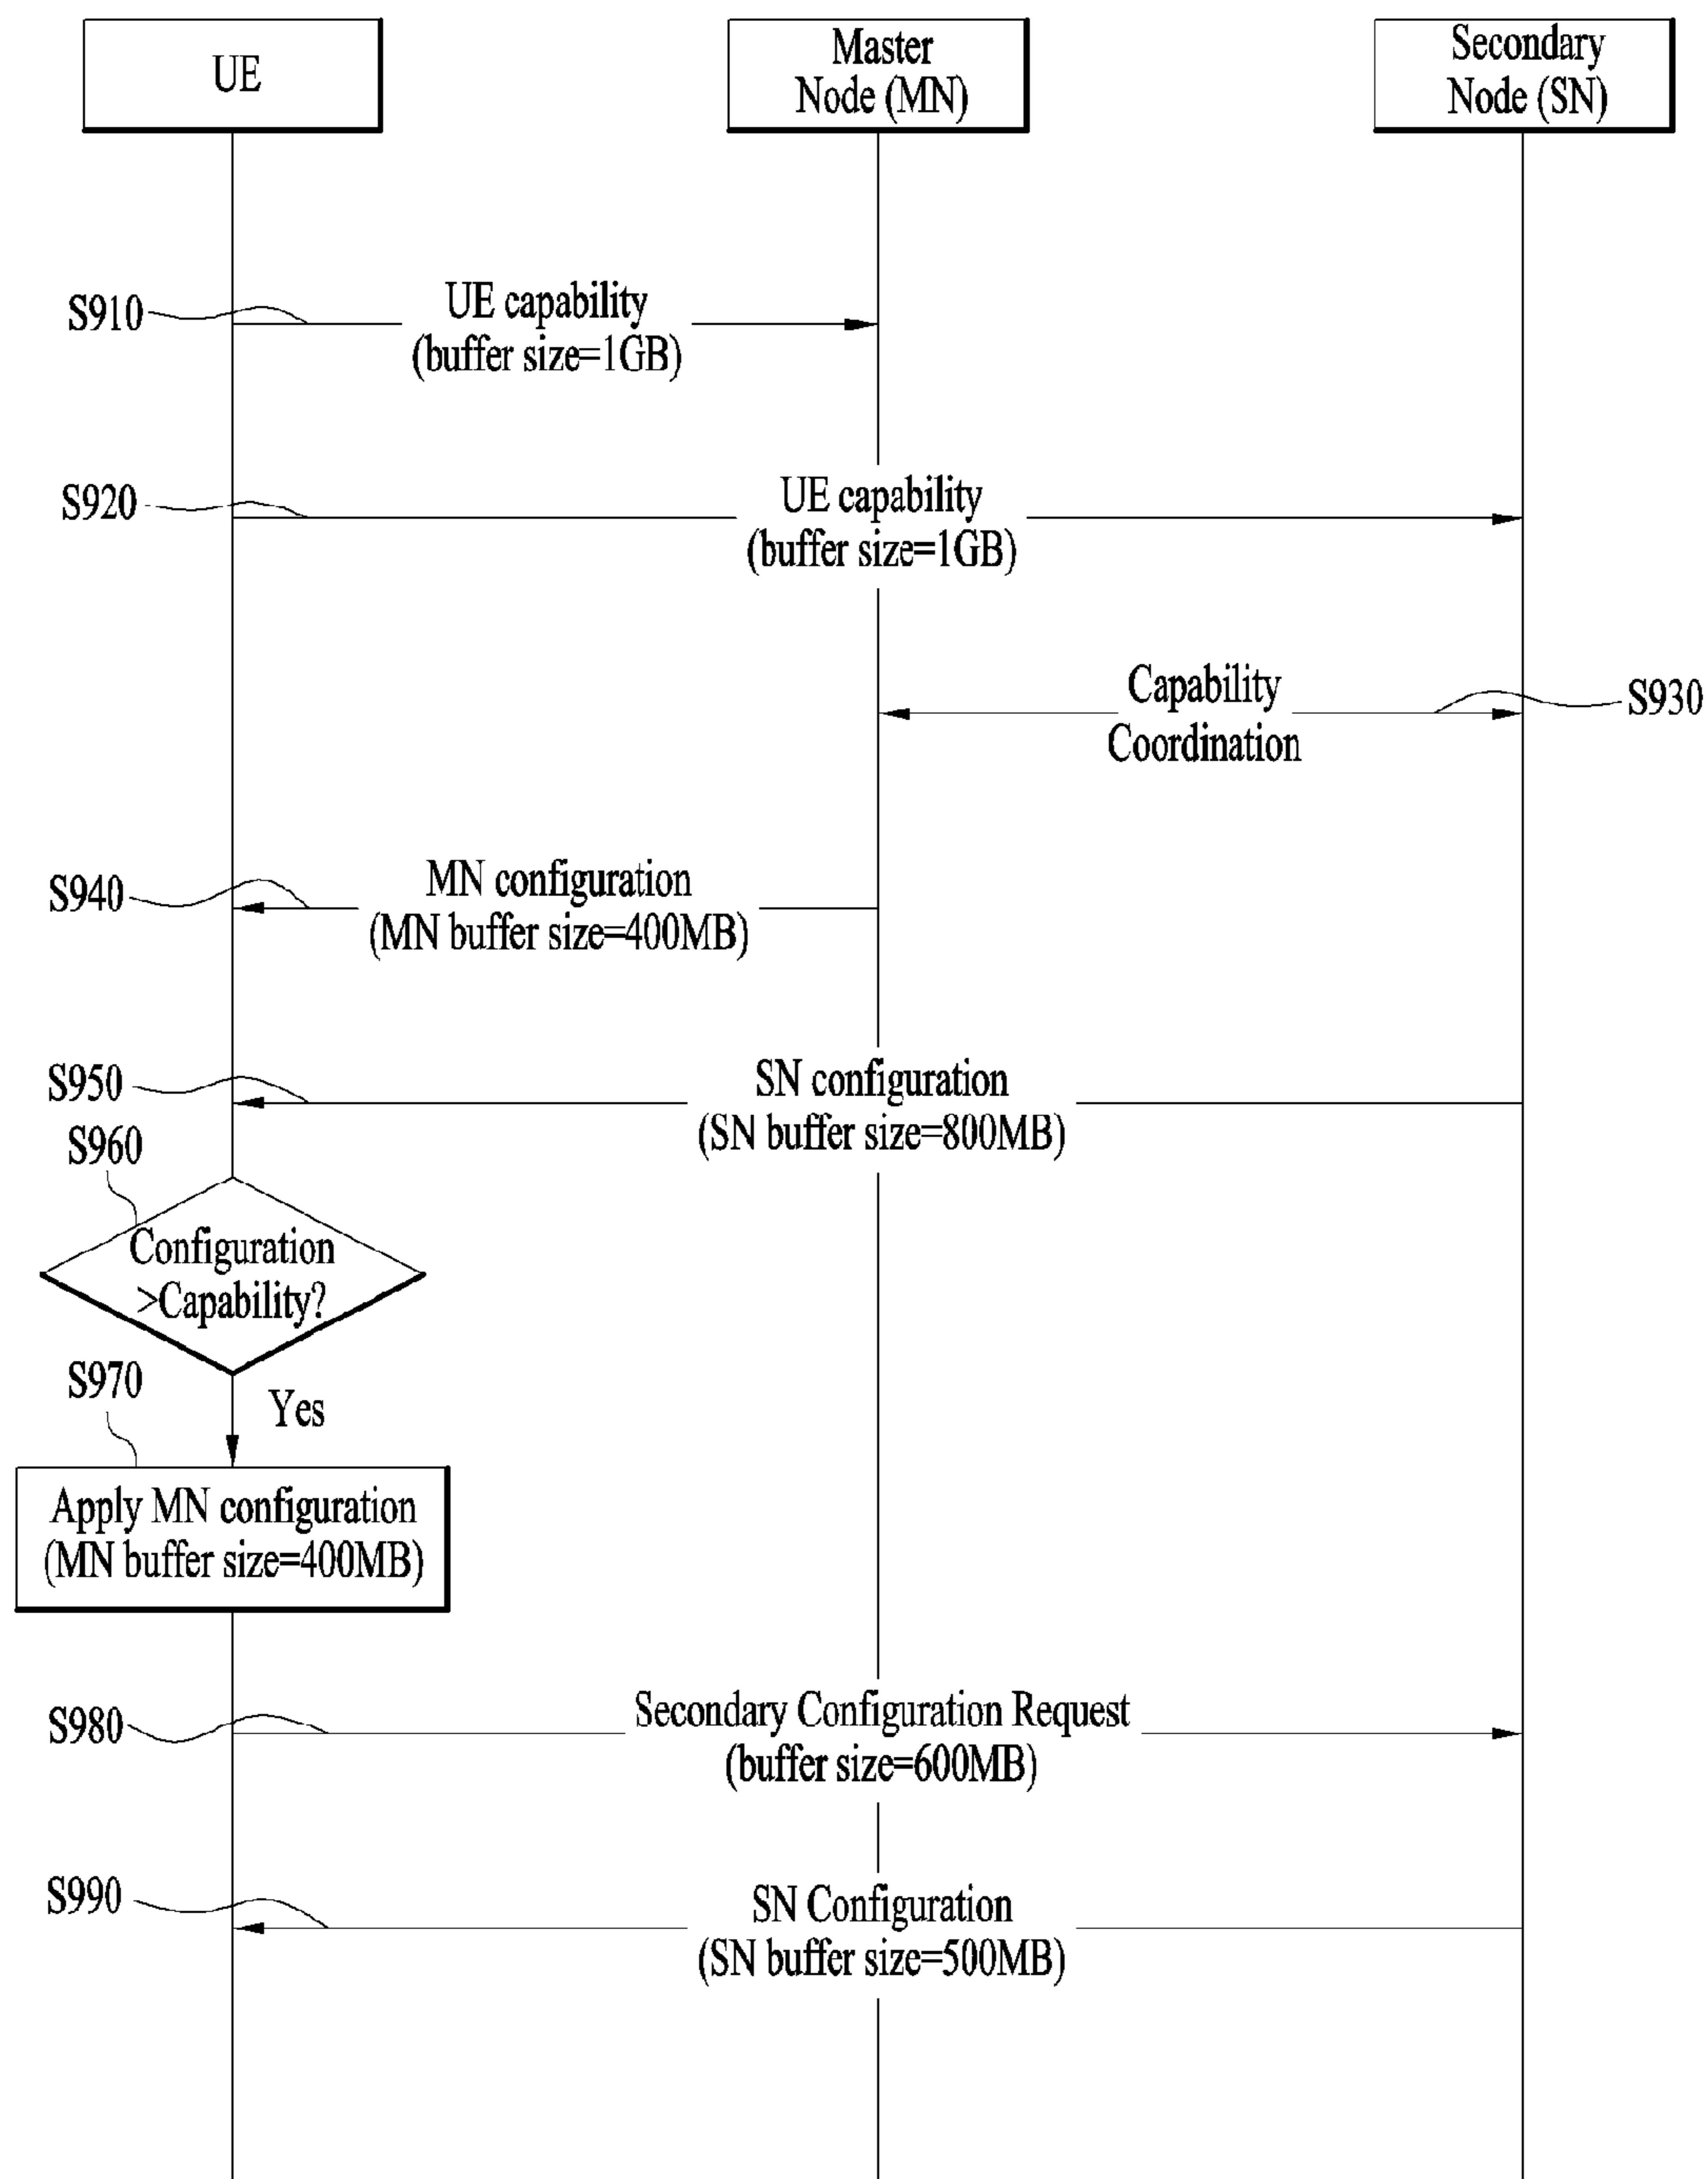 UE
Master
Node (MN)
Secondary
Node (SN)
S910
UE capability
(buffer size=1GB)
S920
UE capability
(buffer size=1GB)
Capability
Coordination
S930
S940
MN configuration
(MN buffer size=400MB)
S950
SN configuration
(SN buffer size=800MB)
S960
Configuration
>Capability?
S970
Yes
Apply MN configuration
(MN buffer size=400MB)
S980
Secondary Configuration Request
(buffer size=600MB)
S990
SN Configuration
(SN buffer size=500MB)